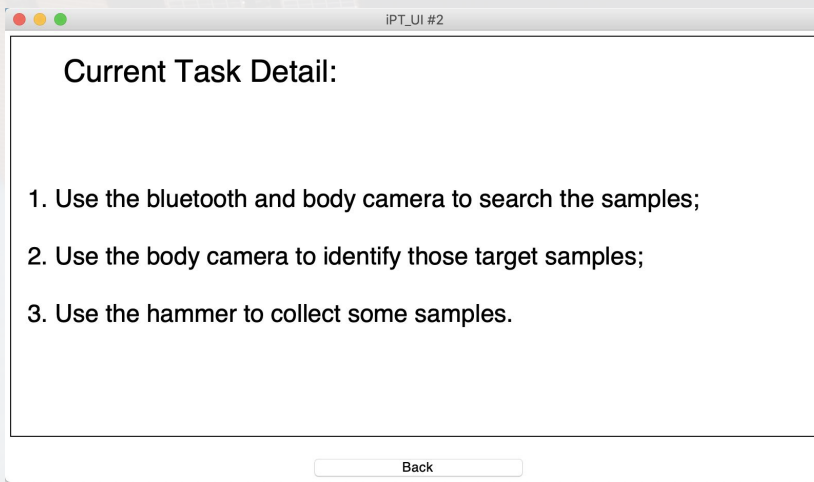 iPT_UI #2
Current Task Detail:
1. Use the bluetooth and body camera to search the samples;
2. Use the body camera to identify those target samples;
3. Use the hammer to collect some samples.
Back